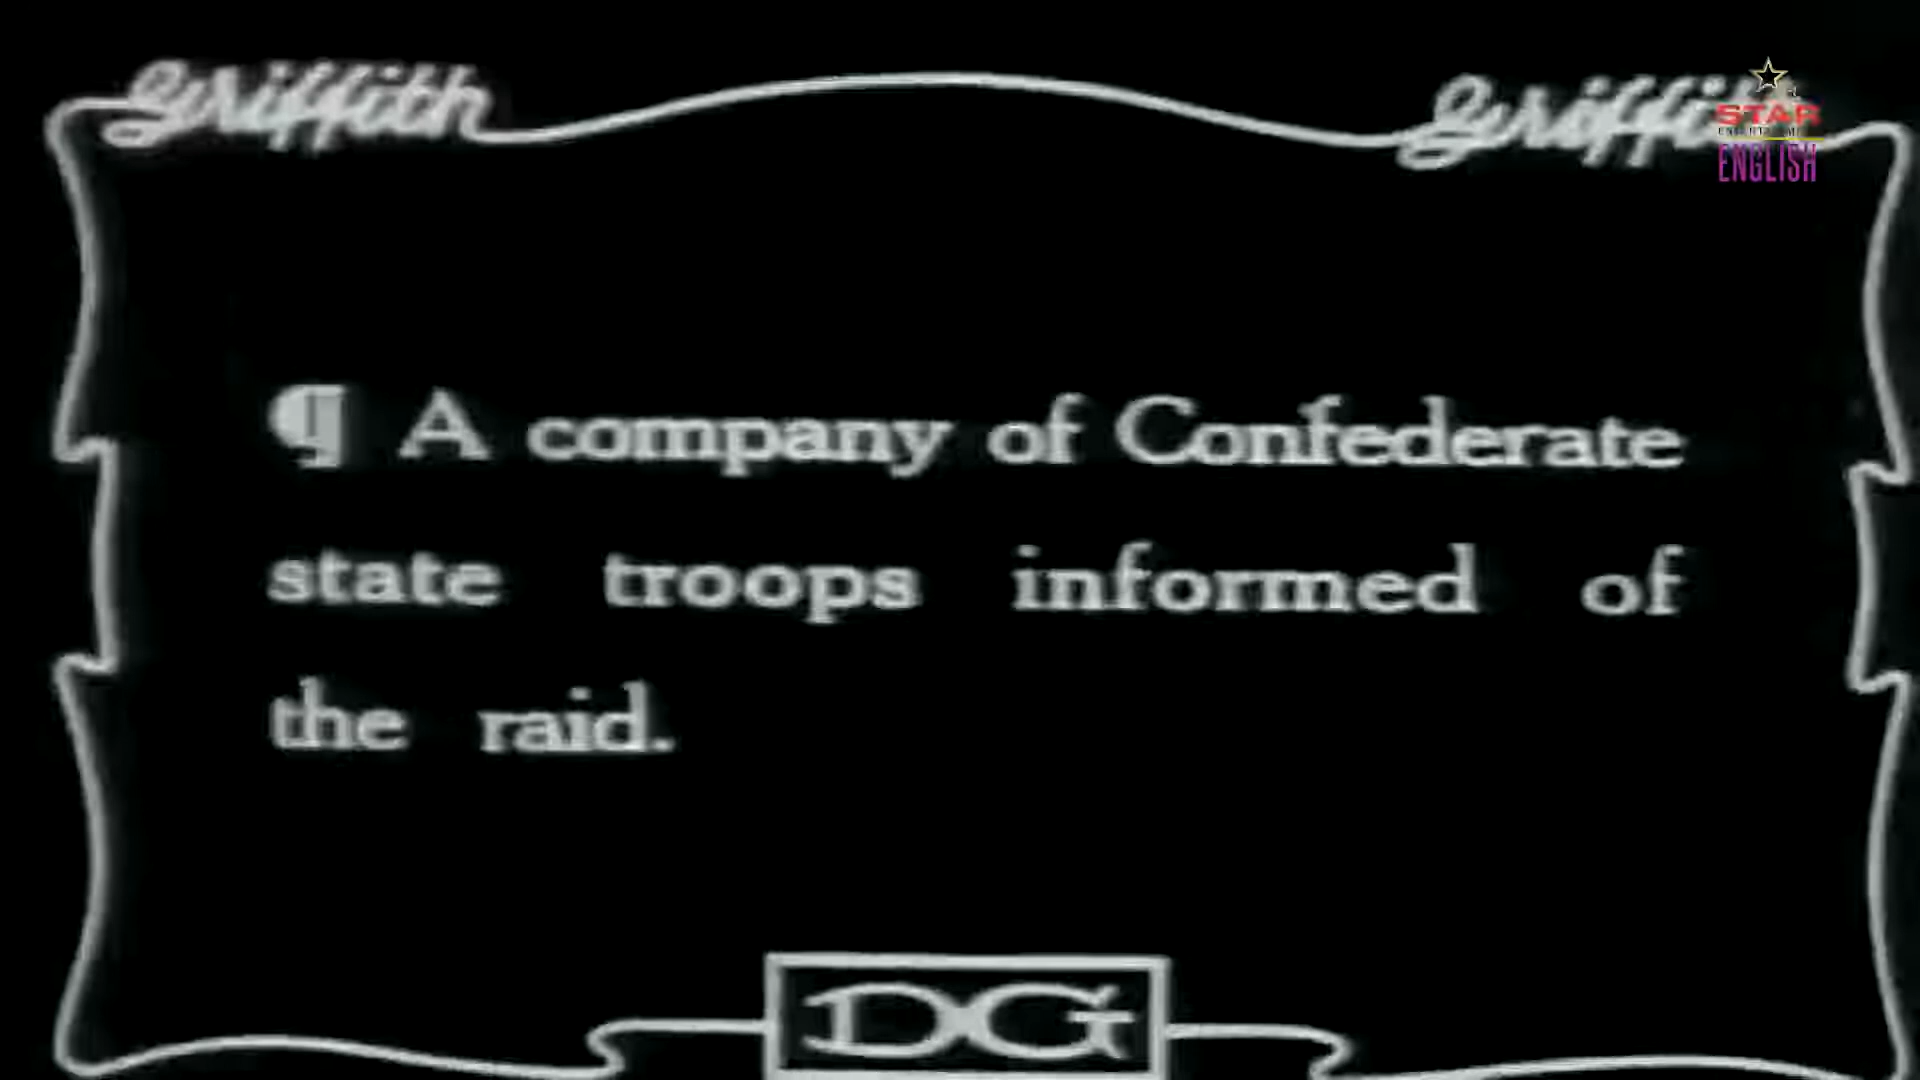 Griffith Griffith
STAR
ENGLISH
¶ A company of Confederate
state troops informed of
the raid.
DG